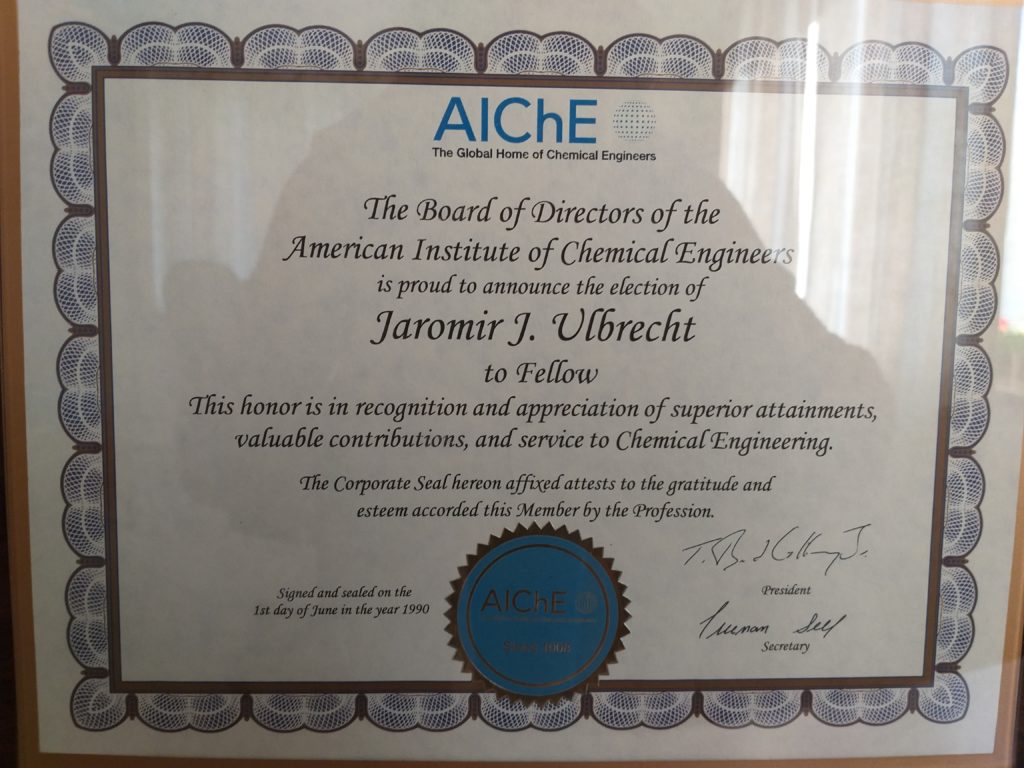 AIChE
The Global Home of Chemical Engineers
The Board of Directors of the
American Institute of Chemical Engineers
is proud to announce the election of
Jaromir J. Ulbrecht
to Fellow
This honor is in recognition and appreciation of superior attainments,
valuable contributions, and service to Chemical Engineering.
The Corporate Seal hereon affixed attests to the gratitude and
esteem accorded this Member by the Profession.
Signed and sealed on the
1st day of June in the year 1990
AIChE
Since 1908
President
Secretary